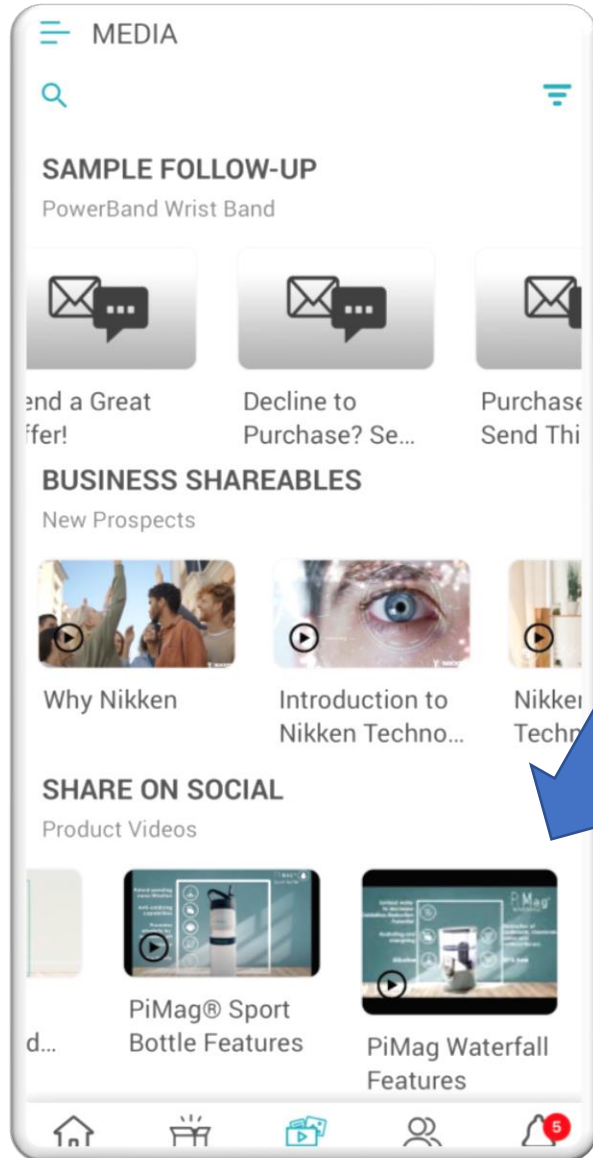 MEDIA
SAMPLE FOLLOW-UP
PowerBand Wrist Band
end a Great
ffer!
Decline to
Purchase? Se...
Purchase
Send Thi
BUSINESS SHAREABLES
New Prospects
Why Nikken
Introduction to
Nikken Techno...
Nikken
Techn
SHARE ON SOCIAL
Product Videos
d...
PiMag® Sport
Bottle Features
PiMag
PiMag Waterfall
Features
5